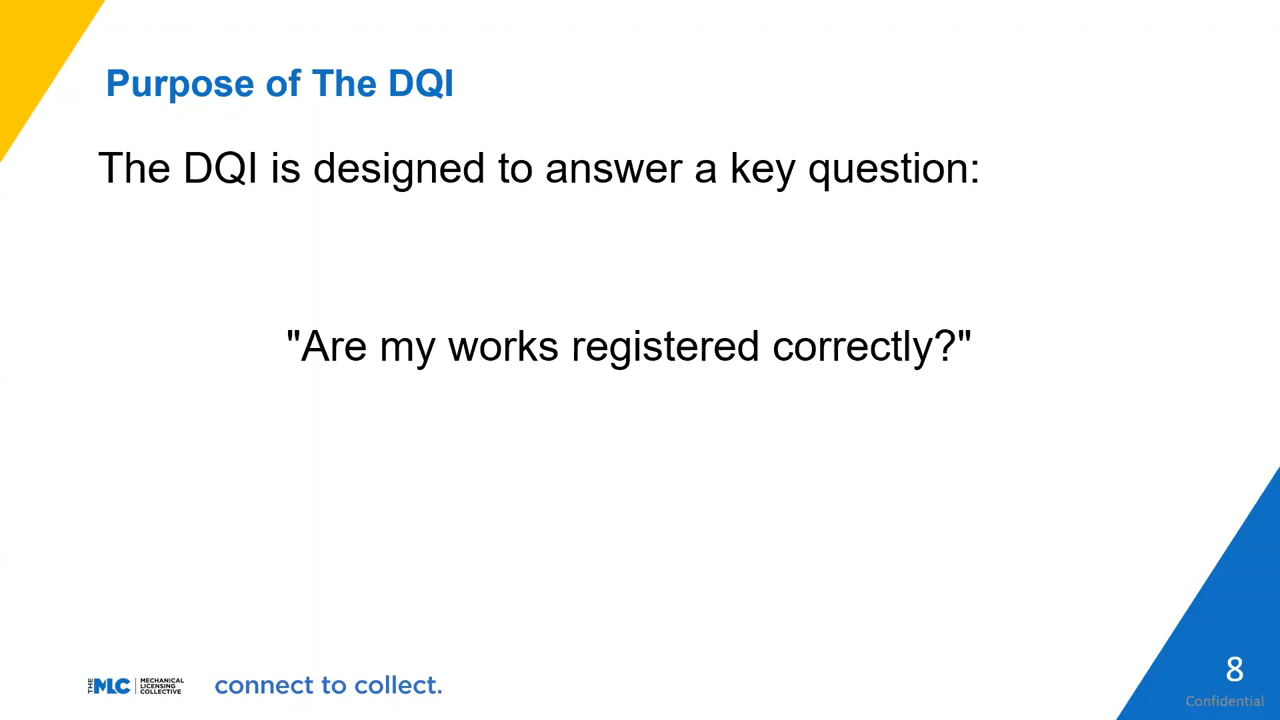 Purpose of The DQI
The DQI is designed to answer a key question:
"Are my works registered correctly?"
THE MLC
MECHANICAL
LICENSING
COLLECTIVE
connect to collect.
8
Confidential